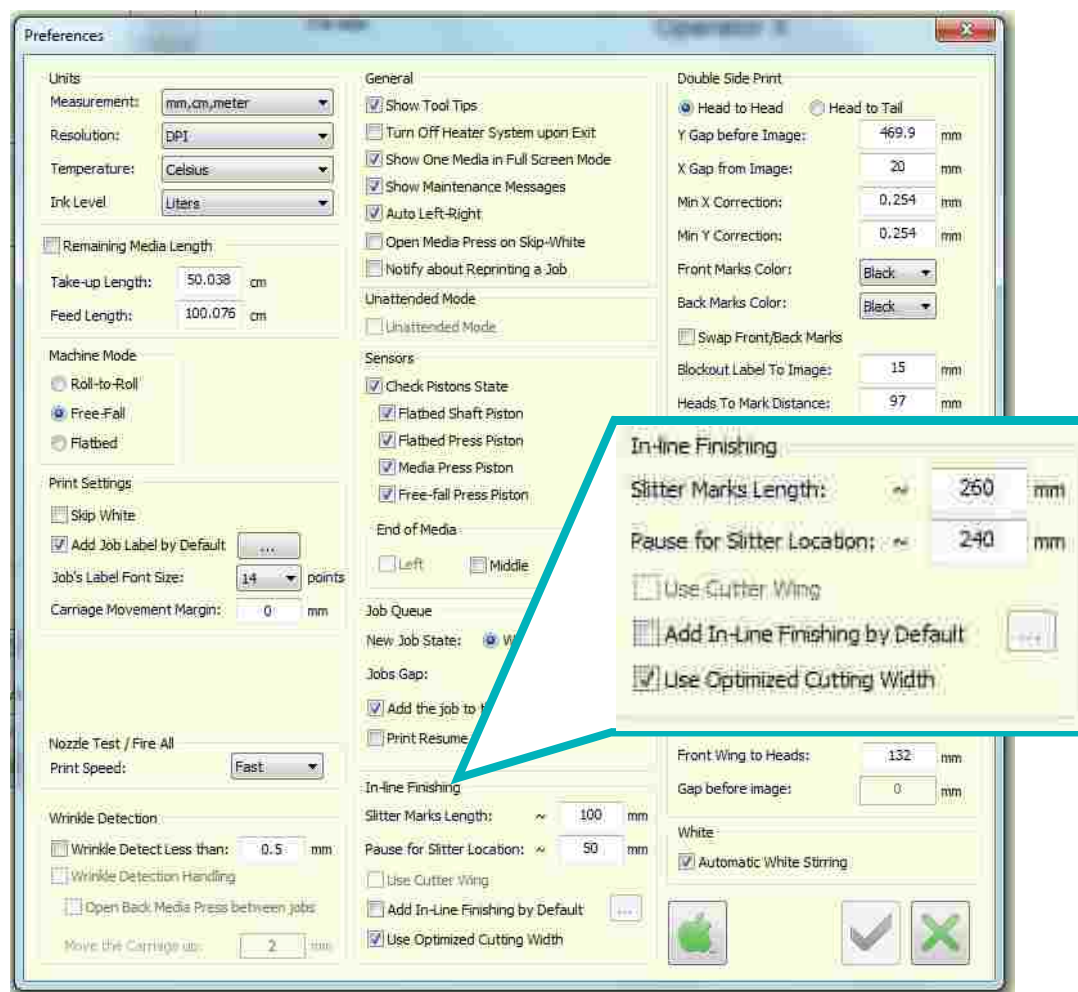 Preferences
Units
Measurement: mm,cm,meter
Resolution: DPI
Temperature: Celsius
Ink Level Liters
Remaining Media Length
Take-up Length: 50.038 cm
Feed Length: 100.076 cm
Machine Mode
Roll-to-Roll
Free-Fall
Flatbed
Print Settings
Skip White
Add Job Label by Default ...
Job's Label Font Size: 14 points
Carriage Movement Margin: 0 mm
Nozzle Test / Fire All
Print Speed: Fast
Wrinkle Detection
Wrinkle Detect Less than: 0.5 mm
Wrinkle Detection Handling
Open Back Media Press between jobs
Move the Carriage up: 2 mm
General
Show Tool Tips
Turn Off Heater System upon Exit
Show One Media in Full Screen Mode
Show Maintenance Messages
Auto Left-Right
Open Media Press on Skip-White
Notify about Reprinting a Job
Unattended Mode
Unattended Mode
Sensors
Check Pistons State
Flatbed Shaft Piston
Flatbed Press Piston
Media Press Piston
Free-fall Press Piston
End of Media
Left Middle
Job Queue
New Job State:
Jobs Gap:
Add the job to
Print Resume
In-line Finishing
Slitter Marks Length: ~ 100 mm
Pause for Slitter Location: ~ 50 mm
Use Cutter Wing
Add In-Line Finishing by Default ...
Use Optimized Cutting Width
Double Side Print
Head to Head Head to Tail
Y Gap before Image: 469.9 mm
X Gap from Image: 20 mm
Min X Correction: 0.254 mm
Min Y Correction: 0.254 mm
Front Marks Color: Black
Back Marks Color: Black
Swap Front/Back Marks
Blockout Label To Image: 15 mm
Heads To Mark Distance: 97 mm
In-line Finishing
Slitter Marks Length: ~ 260 mm
Pause for Slitter Location: ~ 240 mm
Use Cutter Wing
Add In-Line Finishing by Default ...
Use Optimized Cutting Width
Front Wing to Heads: 132 mm
Gap before image: 0 mm
White
Automatic White Stirring